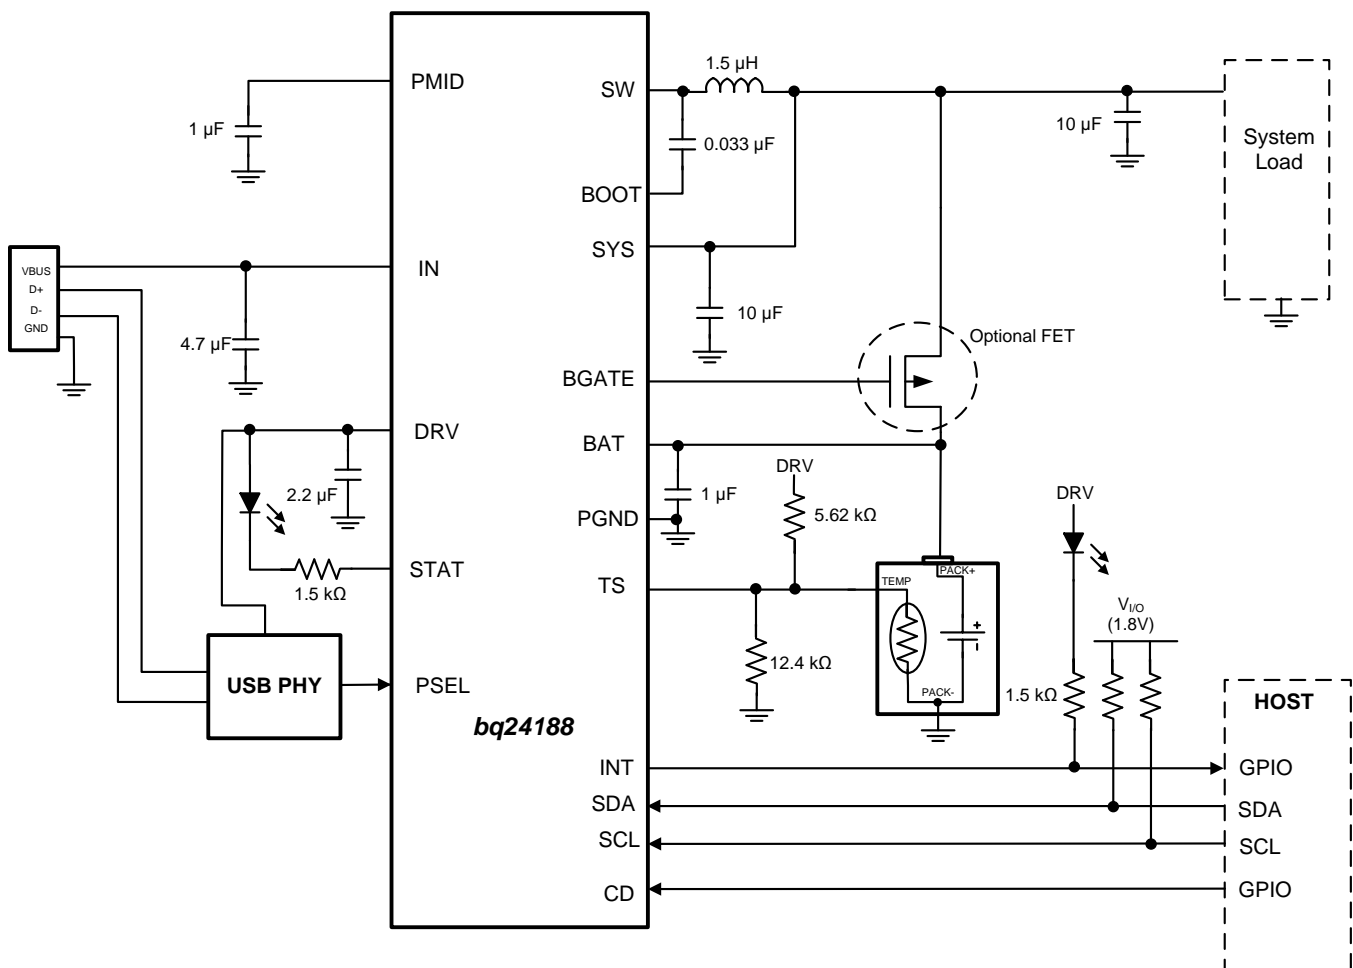 PMID
1 µF
VBUS
D+
D-
GND
IN
4.7 µF
DRV
2.2 µF
STAT
1.5 kΩ
USB PHY
PSEL
bq24188
SW
1.5 µH
0.033 µF
BOOT
SYS
10 µF
10 µF
System
Load
Optional FET
BGATE
BAT
1 µF
PGND
DRV
5.62 kΩ
TS
12.4 kΩ
TEMP
PACK+
+
-
PACK-
DRV
1.5 kΩ
VI/O
(1.8V)
HOST
INT
GPIO
SDA
SDA
SCL
SCL
CD
GPIO